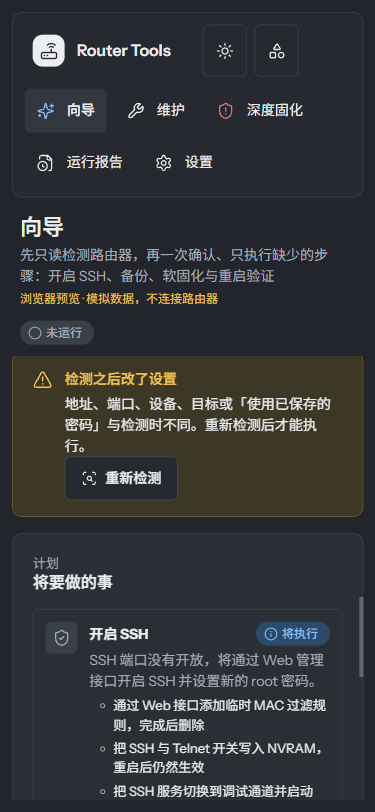 Router Tools
向导
维护
深度固化
运行报告
设置
向导
先只读检测路由器，再一次确认、只执行缺少的步
骤：开启 SSH、备份、软固化与重启验证
浏览器预览·模拟数据，不连接路由器
未运行
检测之后改了设置
地址、端口、设备、目标或「使用已保存的
密码」与检测时不同。重新检测后才能执
行。
重新检测
计划
将要做的事
开启 SSH
将执行
SSH 端口没有开放，将通过 Web 管理
接口开启 SSH 并设置新的 root 密码。
通过 Web 接口添加临时 MAC 过滤规
则，完成后删除
把 SSH 与 Telnet 开关写入 NVRAM，
重启后仍然生效
把 SSH 服务切换到调试通道并启动